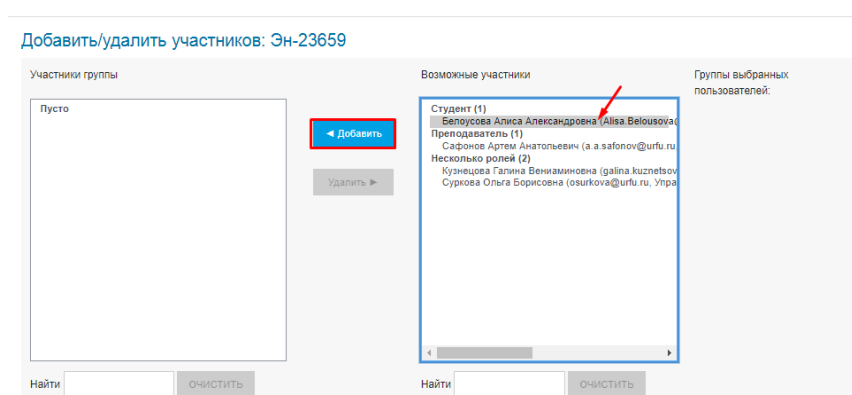 Добавить/удалить участников: Эн-23659
Участники группы
Пусто
◄ Добавить
Удалить ►
Найти
ОЧИСТИТЬ
Возможные участники
Студент (1)
Белоусова Алиса Александровна (Alisa.Belousova@
Преподаватель (1)
Сафонов Артем Анатольевич (a.a.safonov@urfu.ru,
Несколько ролей (2)
Кузнецова Галина Вениаминовна (galina.kuznetsov
Суркова Ольга Борисовна (osurkova@urfu.ru, Упра
Найти
ОЧИСТИТЬ
Группы выбранных
пользователей: